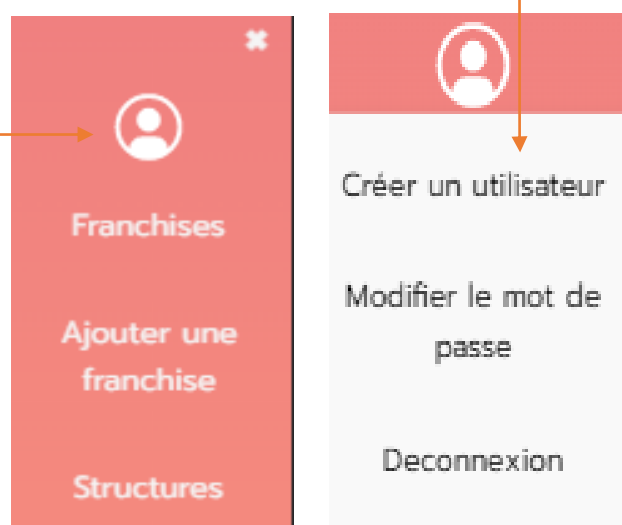 Franchises
Ajouter une
franchise
Structures
Créer un utilisateur
Modifier le mot de
passe
Deconnexion